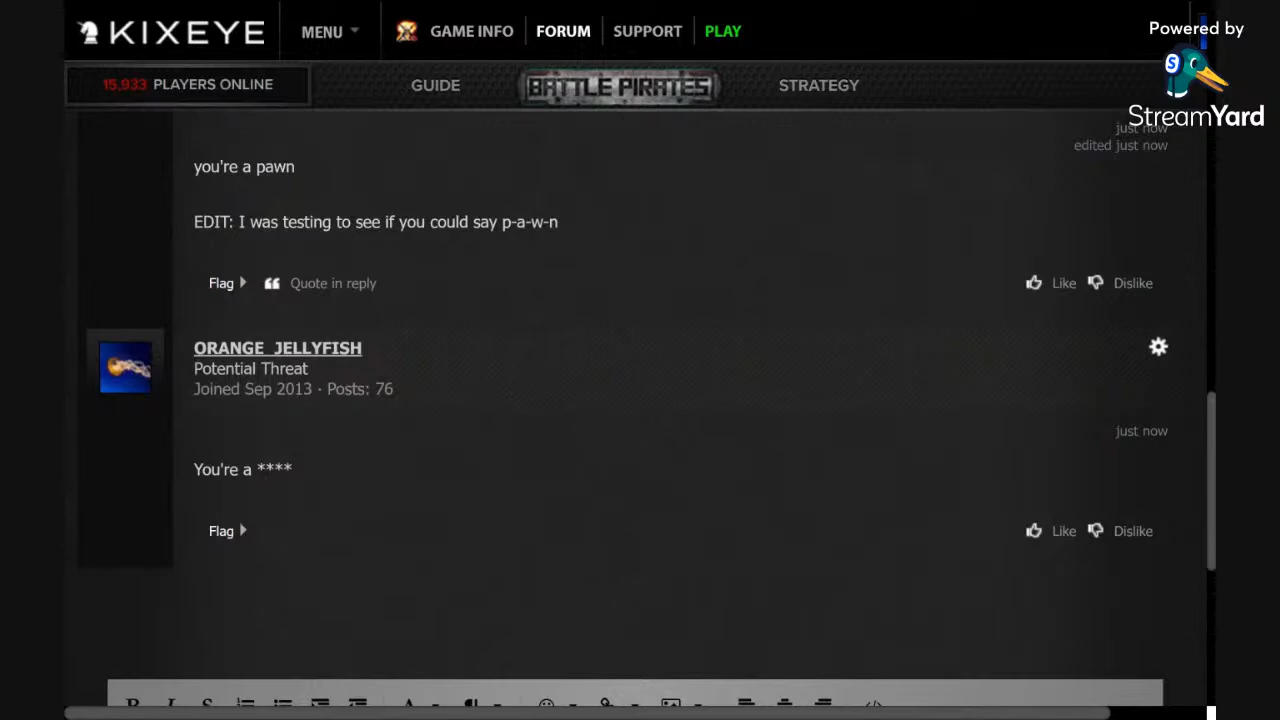 KIXEYE MENU GAME INFO FORUM SUPPORT PLAY
Powered by
StreamYard
15,933 PLAYERS ONLINE GUIDE BATTLE PIRATES STRATEGY
just now
edited just now
you're a pawn
EDIT: I was testing to see if you could say p-a-w-n
Flag Quote in reply Like Dislike
ORANGE_JELLYFISH
Potential Threat
Joined Sep 2013 · Posts: 76
just now
You're a ****
Flag Like Dislike
B I S A ¶ </>